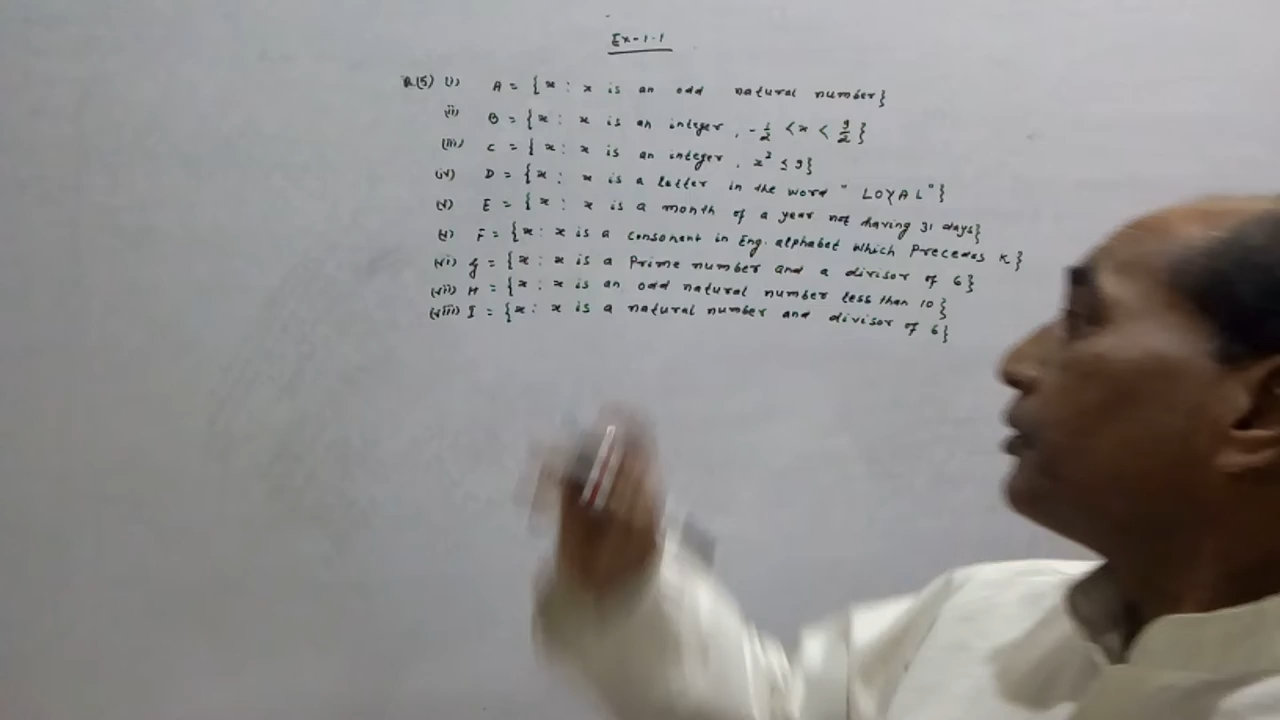 Ex-1.1
Q(5) (i) A = {x : x is an odd natural number}
(ii) B = {x : x is an integer, -1/2 < x < 9/2}
(iii) C = {x : x is an integer, x² ≤ 9}
(iv) D = {x : x is a letter in the word "LOYAL"}
(v) E = {x : x is a month of a year not having 31 days}
F = {x : x is a consonent in Eng. alphabet which Precedes K}
(vi) g = {x : x is a Prime number and a divisor of 6}
(vii) H = {x : x is an odd natural number less than 10}
(viii) I = {x : x is a natural number and divisor of 6}